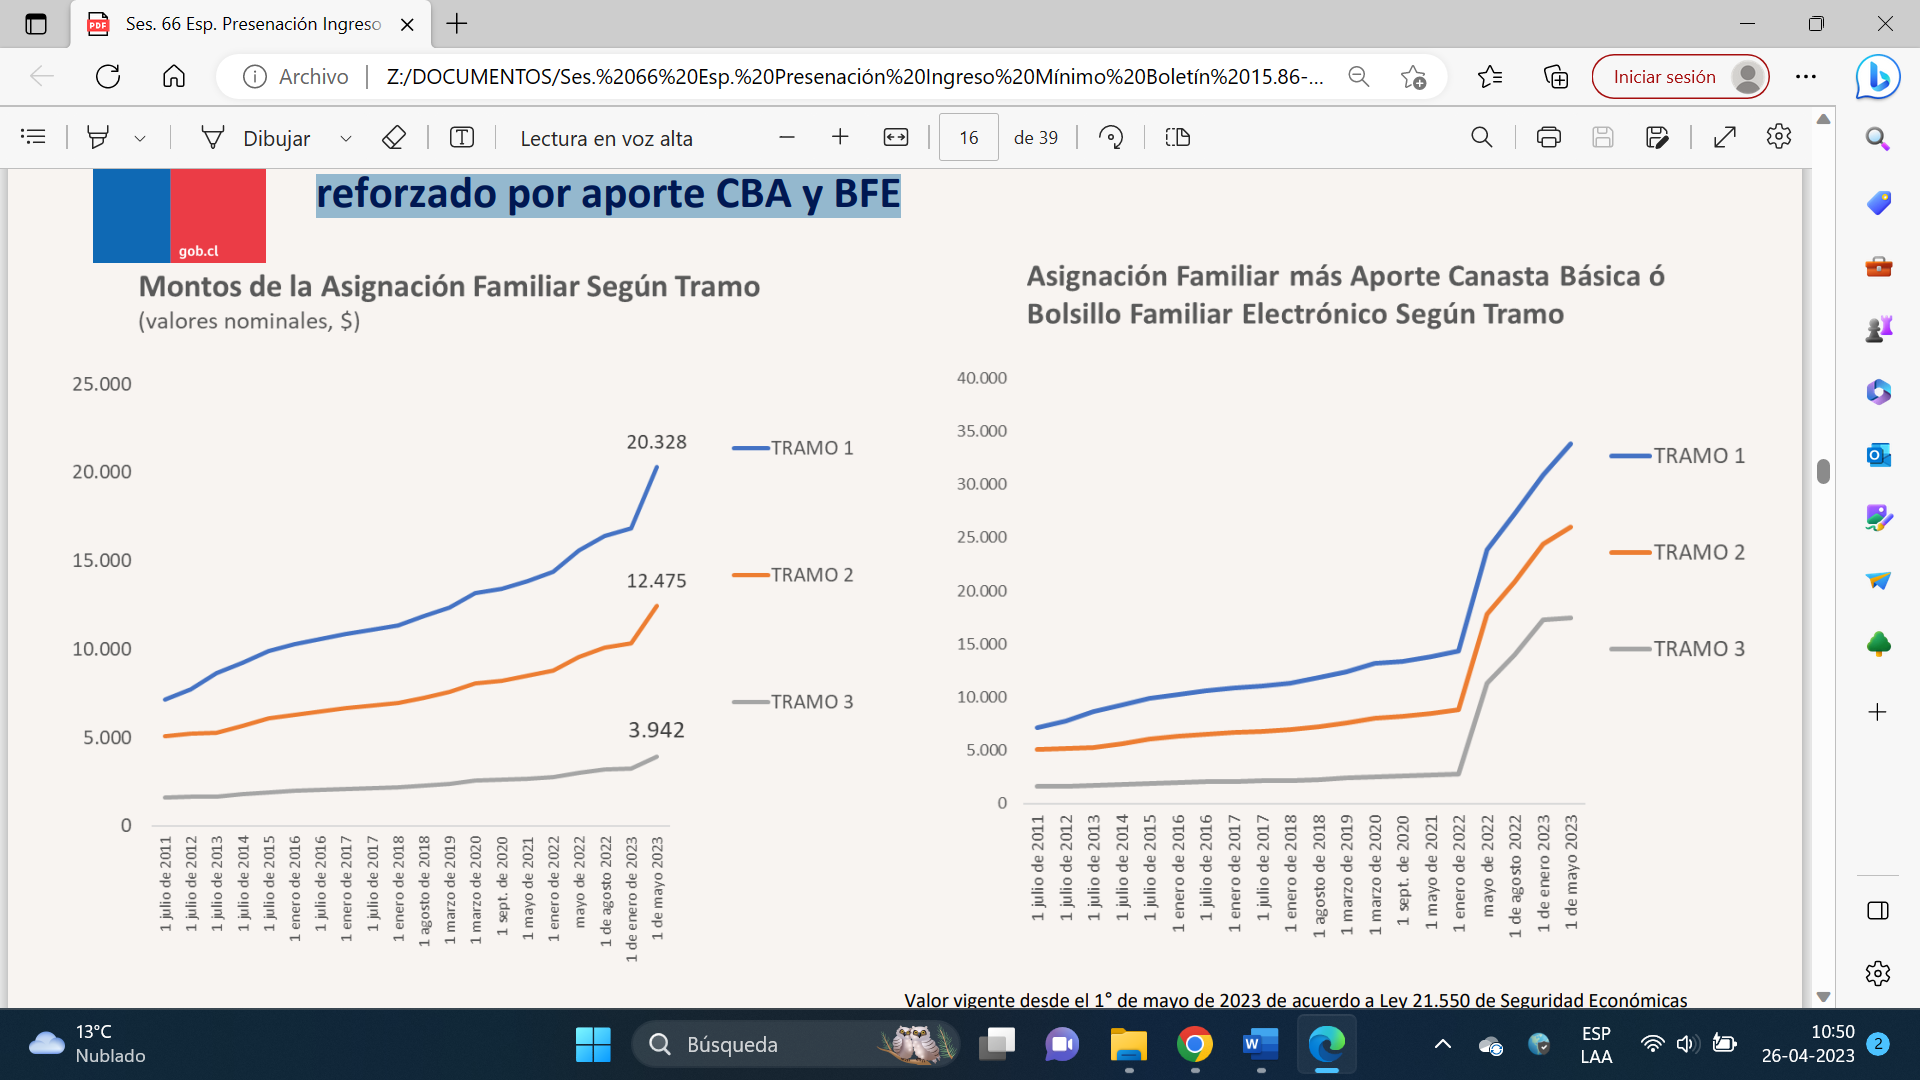 Ses. 66 Esp. Presenación Ingreso
Archivo
Z:/DOCUMENTOS/Ses.%2066%20Esp.%20Presenación%20Ingreso%20Mínimo%20Boletín%2015.86-...
Iniciar sesión
Dibujar
Lectura en voz alta
16
de 39
reforzado por aporte CBA y BFE
gob.cl
Montos de la Asignación Familiar Según Tramo
(valores nominales, $)
25.000
20.000
15.000
10.000
5.000
0
20.328
12.475
3.942
TRAMO 1
TRAMO 2
TRAMO 3
1 julio de 2011
1 julio de 2012
1 julio de 2013
1 julio de 2014
1 julio de 2015
1 enero de 2016
1 julio de 2016
1 enero de 2017
1 julio de 2017
1 enero de 2018
1 agosto de 2018
1 marzo de 2019
1 marzo de 2020
1 sept. de 2020
1 mayo de 2021
1 enero de 2022
mayo de 2022
1 de agosto 2022
1 de enero de 2023
1 de mayo 2023
Asignación Familiar más Aporte Canasta Básica ó
Bolsillo Familiar Electrónico Según Tramo
40.000
35.000
30.000
25.000
20.000
15.000
10.000
5.000
0
TRAMO 1
TRAMO 2
TRAMO 3
1 julio de 2011
1 julio de 2012
1 julio de 2013
1 julio de 2014
1 julio de 2015
1 enero de 2016
1 julio de 2016
1 enero de 2017
1 julio de 2017
1 enero de 2018
1 agosto de 2018
1 marzo de 2019
1 marzo de 2020
1 sept. de 2020
1 mayo de 2021
1 enero de 2022
mayo de 2022
1 de agosto 2022
1 de enero 2023
1 de mayo 2023
Valor vigente desde el 1° de mayo de 2023 de acuerdo a Ley 21.550 de Seguridad Económicas
13°C
Nublado
Búsqueda
ESP
LAA
10:50
26-04-2023
2